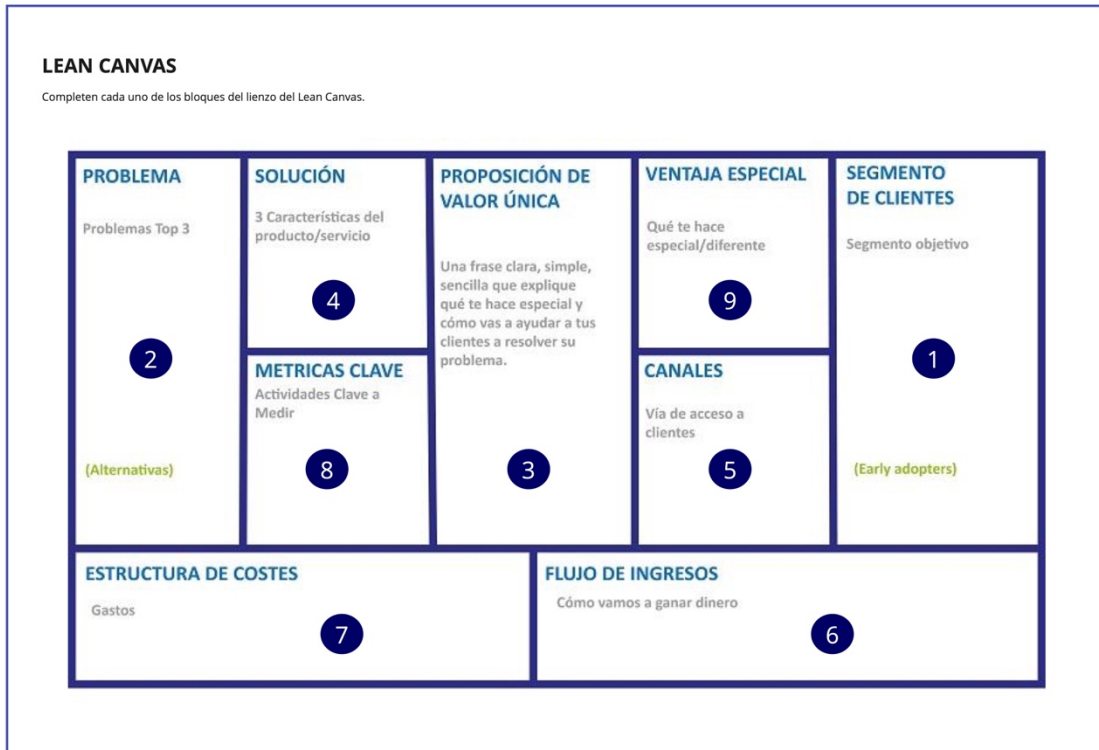 LEAN CANVAS
Completen cada uno de los bloques del lienzo del Lean Canvas.
PROBLEMA
Problemas Top 3
2
(Alternativas)
SOLUCIÓN
3 Características del
producto/servicio
4
METRICAS CLAVE
Actividades Clave a
Medir
8
PROPOSICIÓN DE
VALOR ÚNICA
Una frase clara, simple,
sencilla que explique
qué te hace especial y
cómo vas a ayudar a tus
clientes a resolver su
problema.
3
VENTAJA ESPECIAL
Qué te hace
especial/diferente
9
CANALES
Vía de acceso a
clientes
5
SEGMENTO
DE CLIENTES
Segmento objetivo
1
(Early adopters)
ESTRUCTURA DE COSTES
Gastos
7
FLUJO DE INGRESOS
Cómo vamos a ganar dinero
6